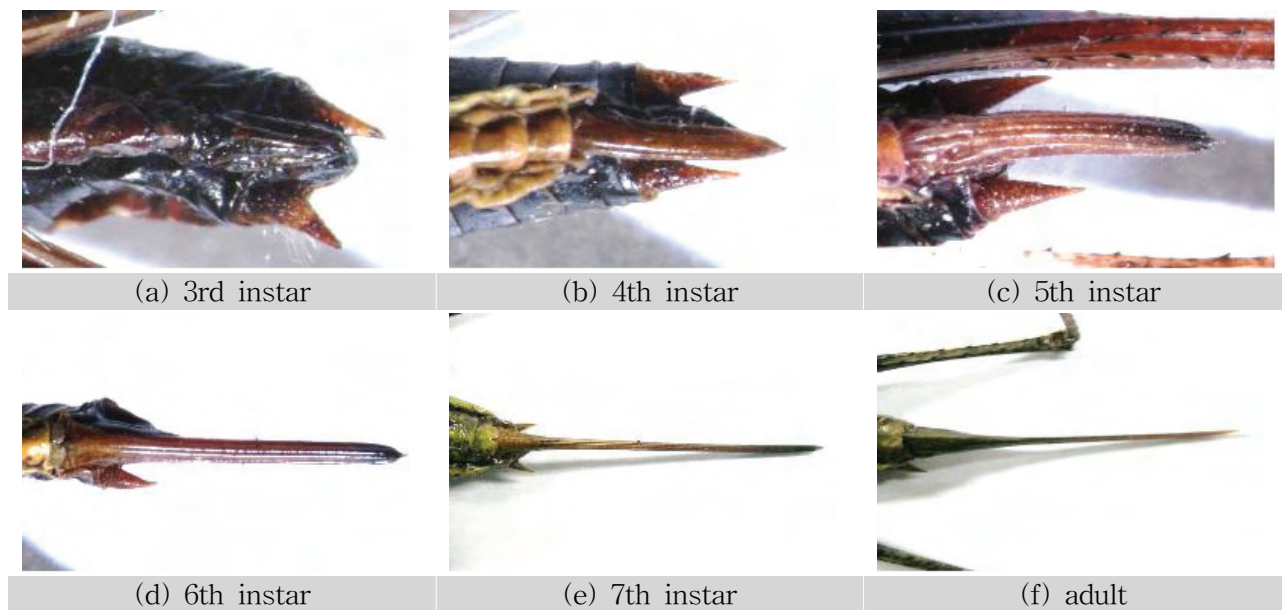 (a) 3rd instar
(b) 4th instar
(c) 5th instar
(d) 6th instar
(e) 7th instar
(f) adult